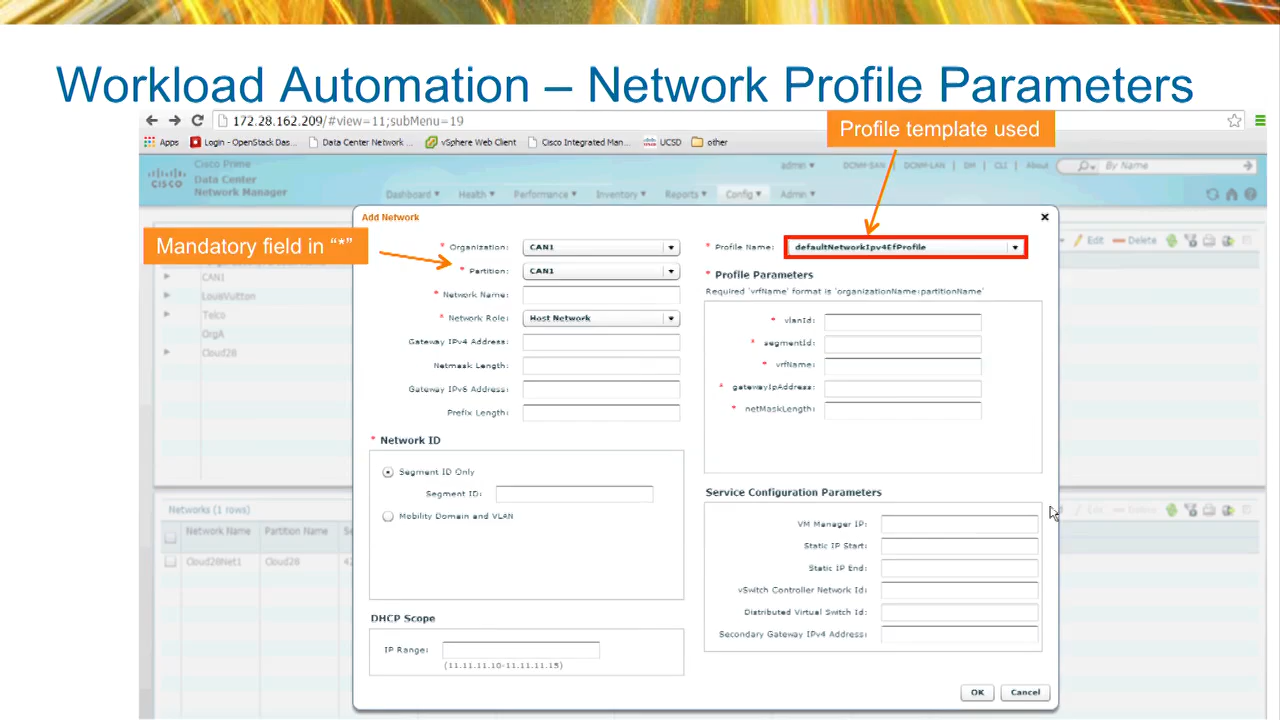 Workload Automation – Network Profile Parameters
172.28.162.209/#view=11;subMenu=19
Profile template used
Apps Login - OpenStack Das... Data Center Network ... vSphere Web Client Cisco Integrated Man... UCSD other
Cisco Prime
Data Center
Network Manager
CISCO
admin DCNM-SAN DCNM-LAN DM CLI About By Name
Dashboard Health Performance Inventory Reports Config Admin
Add Network
Mandatory field in “*”
* Organization: CAN1
* Partition: CAN1
* Network Name:
* Network Role: Host Network
Gateway IPv4 Address:
Netmask Length:
Gateway IPv6 Address:
Prefix Length:
* Network ID
Segment ID Only
Segment ID:
Mobility Domain and VLAN
DHCP Scope
IP Range:
(11.11.11.10-11.11.11.15)
* Profile Name: defaultNetworkIpv4EfProfile
* Profile Parameters
Required 'vrfName' format is 'organizationName:partitionName'
* vlanId:
* segmentId:
* vrfName:
* gatewayIpAddress:
* netMaskLength:
Service Configuration Parameters
VM Manager IP:
Static IP Start:
Static IP End:
vSwitch Controller Network Id:
Distributed Virtual Switch Id:
Secondary Gateway IPv4 Address:
OK Cancel
Edit Delete
CAN1
LouisVuitton
Telco
OrgA
Cloud28
Networks (1 rows)
Edit Delete
Network Name Partition Name Se
Cloud28Net1 Cloud28 42